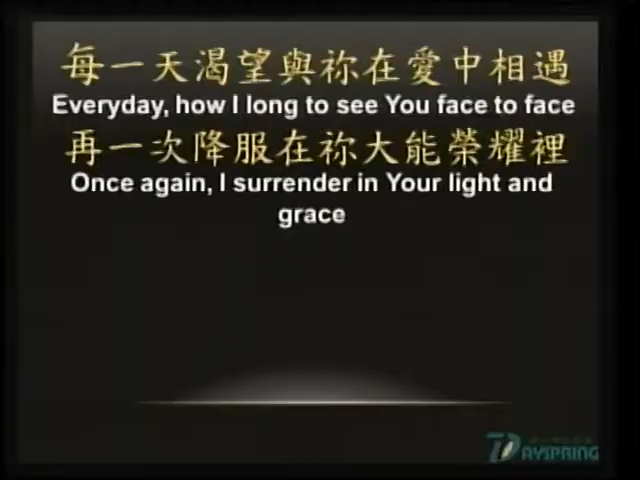 每一天渴望與祢在愛中相遇
Everyday, how I long to see You face to face
再一次降服在祢大能榮耀裡
Once again, I surrender in Your light and
grace
DAYSPRING